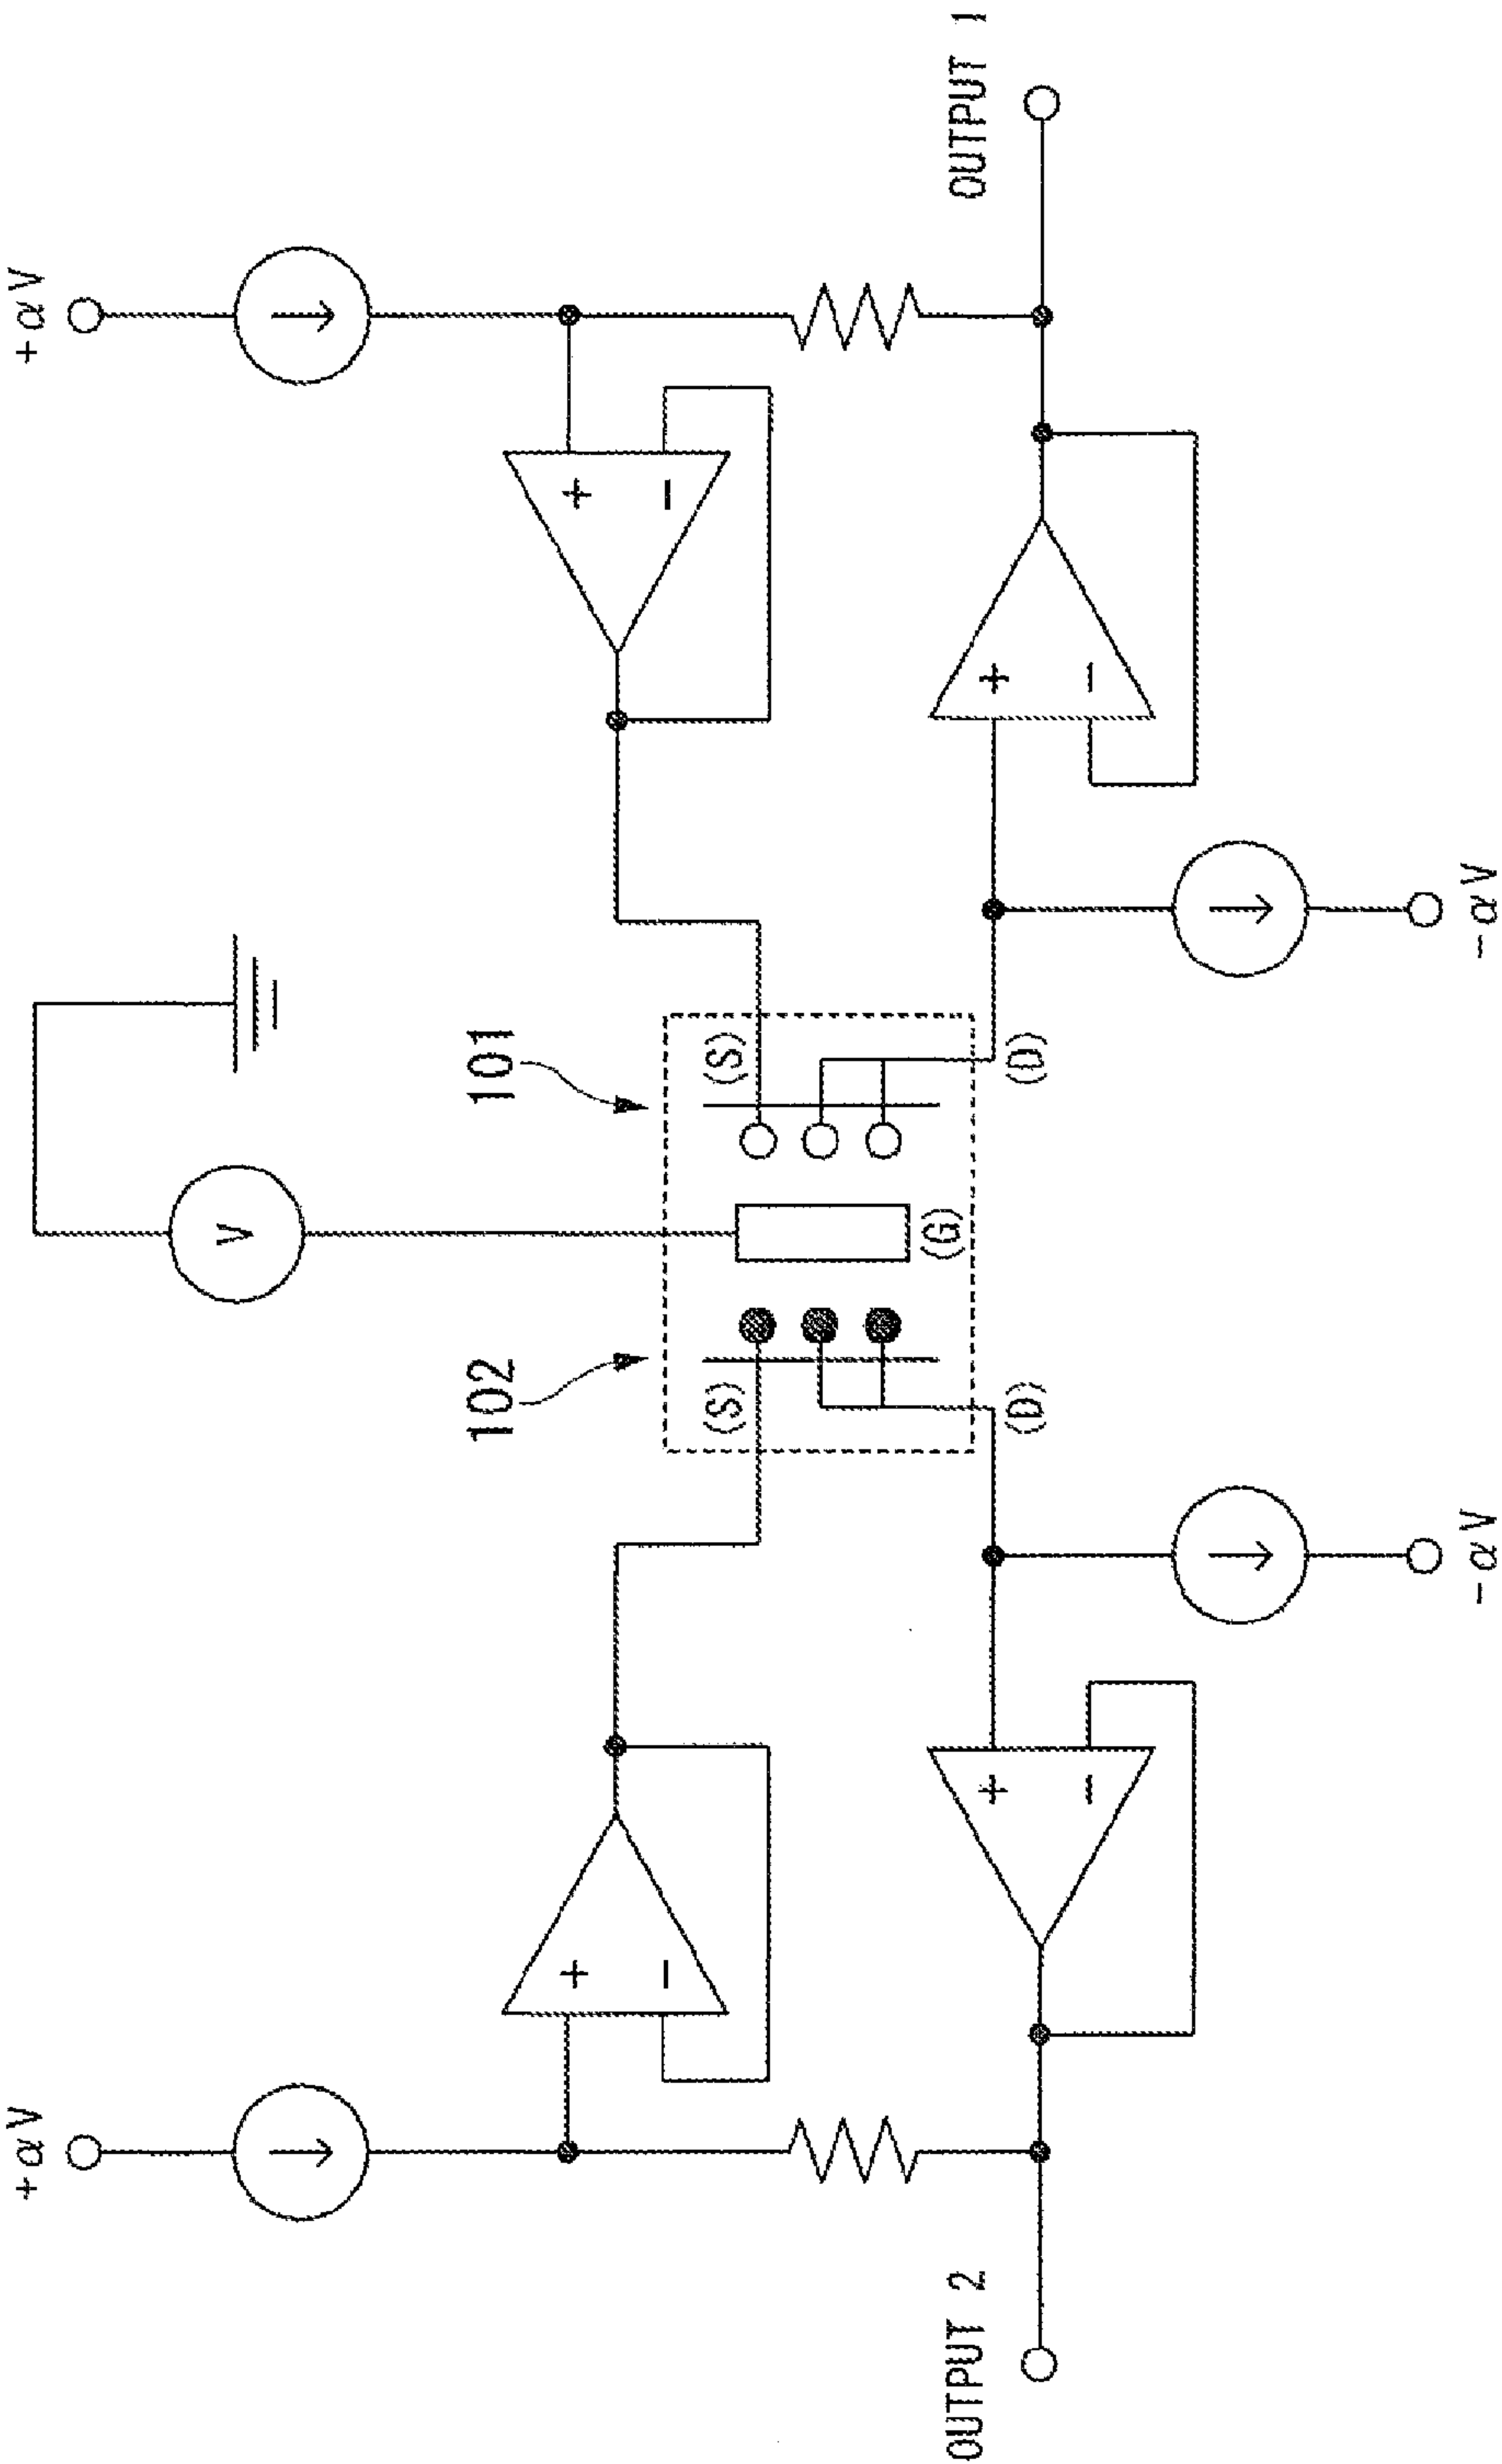 +αV
+αV
V
102
101
+
+
−
−
(S)
(S)
(G)
OUTPUT 2
OUTPUT 1
+
+
(D)
(D)
−
−
−αV
−αV